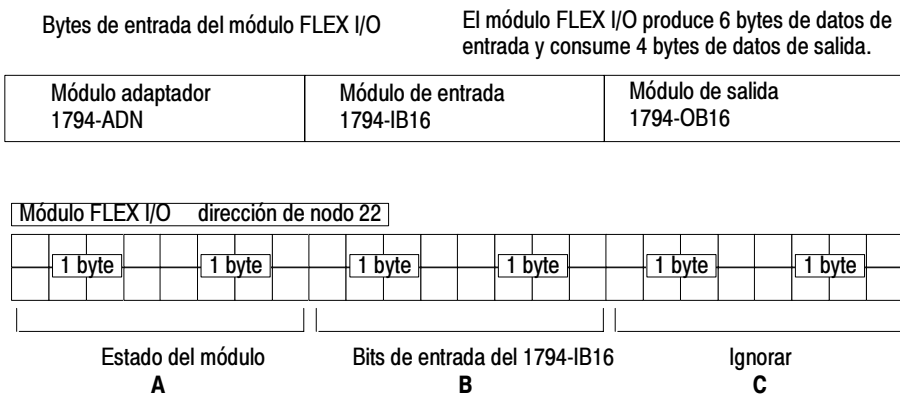 Bytes de entrada del módulo FLEX I/O
El módulo FLEX I/O produce 6 bytes de datos de
entrada y consume 4 bytes de datos de salida.
Módulo adaptador
1794-ADN
Módulo de entrada
1794-IB16
Módulo de salida
1794-OB16
Módulo FLEX I/O dirección de nodo 22
1 byte 1 byte 1 byte 1 byte 1 byte 1 byte
Estado del módulo
A
Bits de entrada del 1794-IB16
B
Ignorar
C